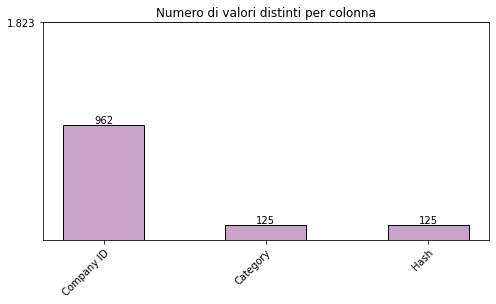 Numero di valori distinti per colonna
1.823
962
125
125
Company ID
Category
Hash